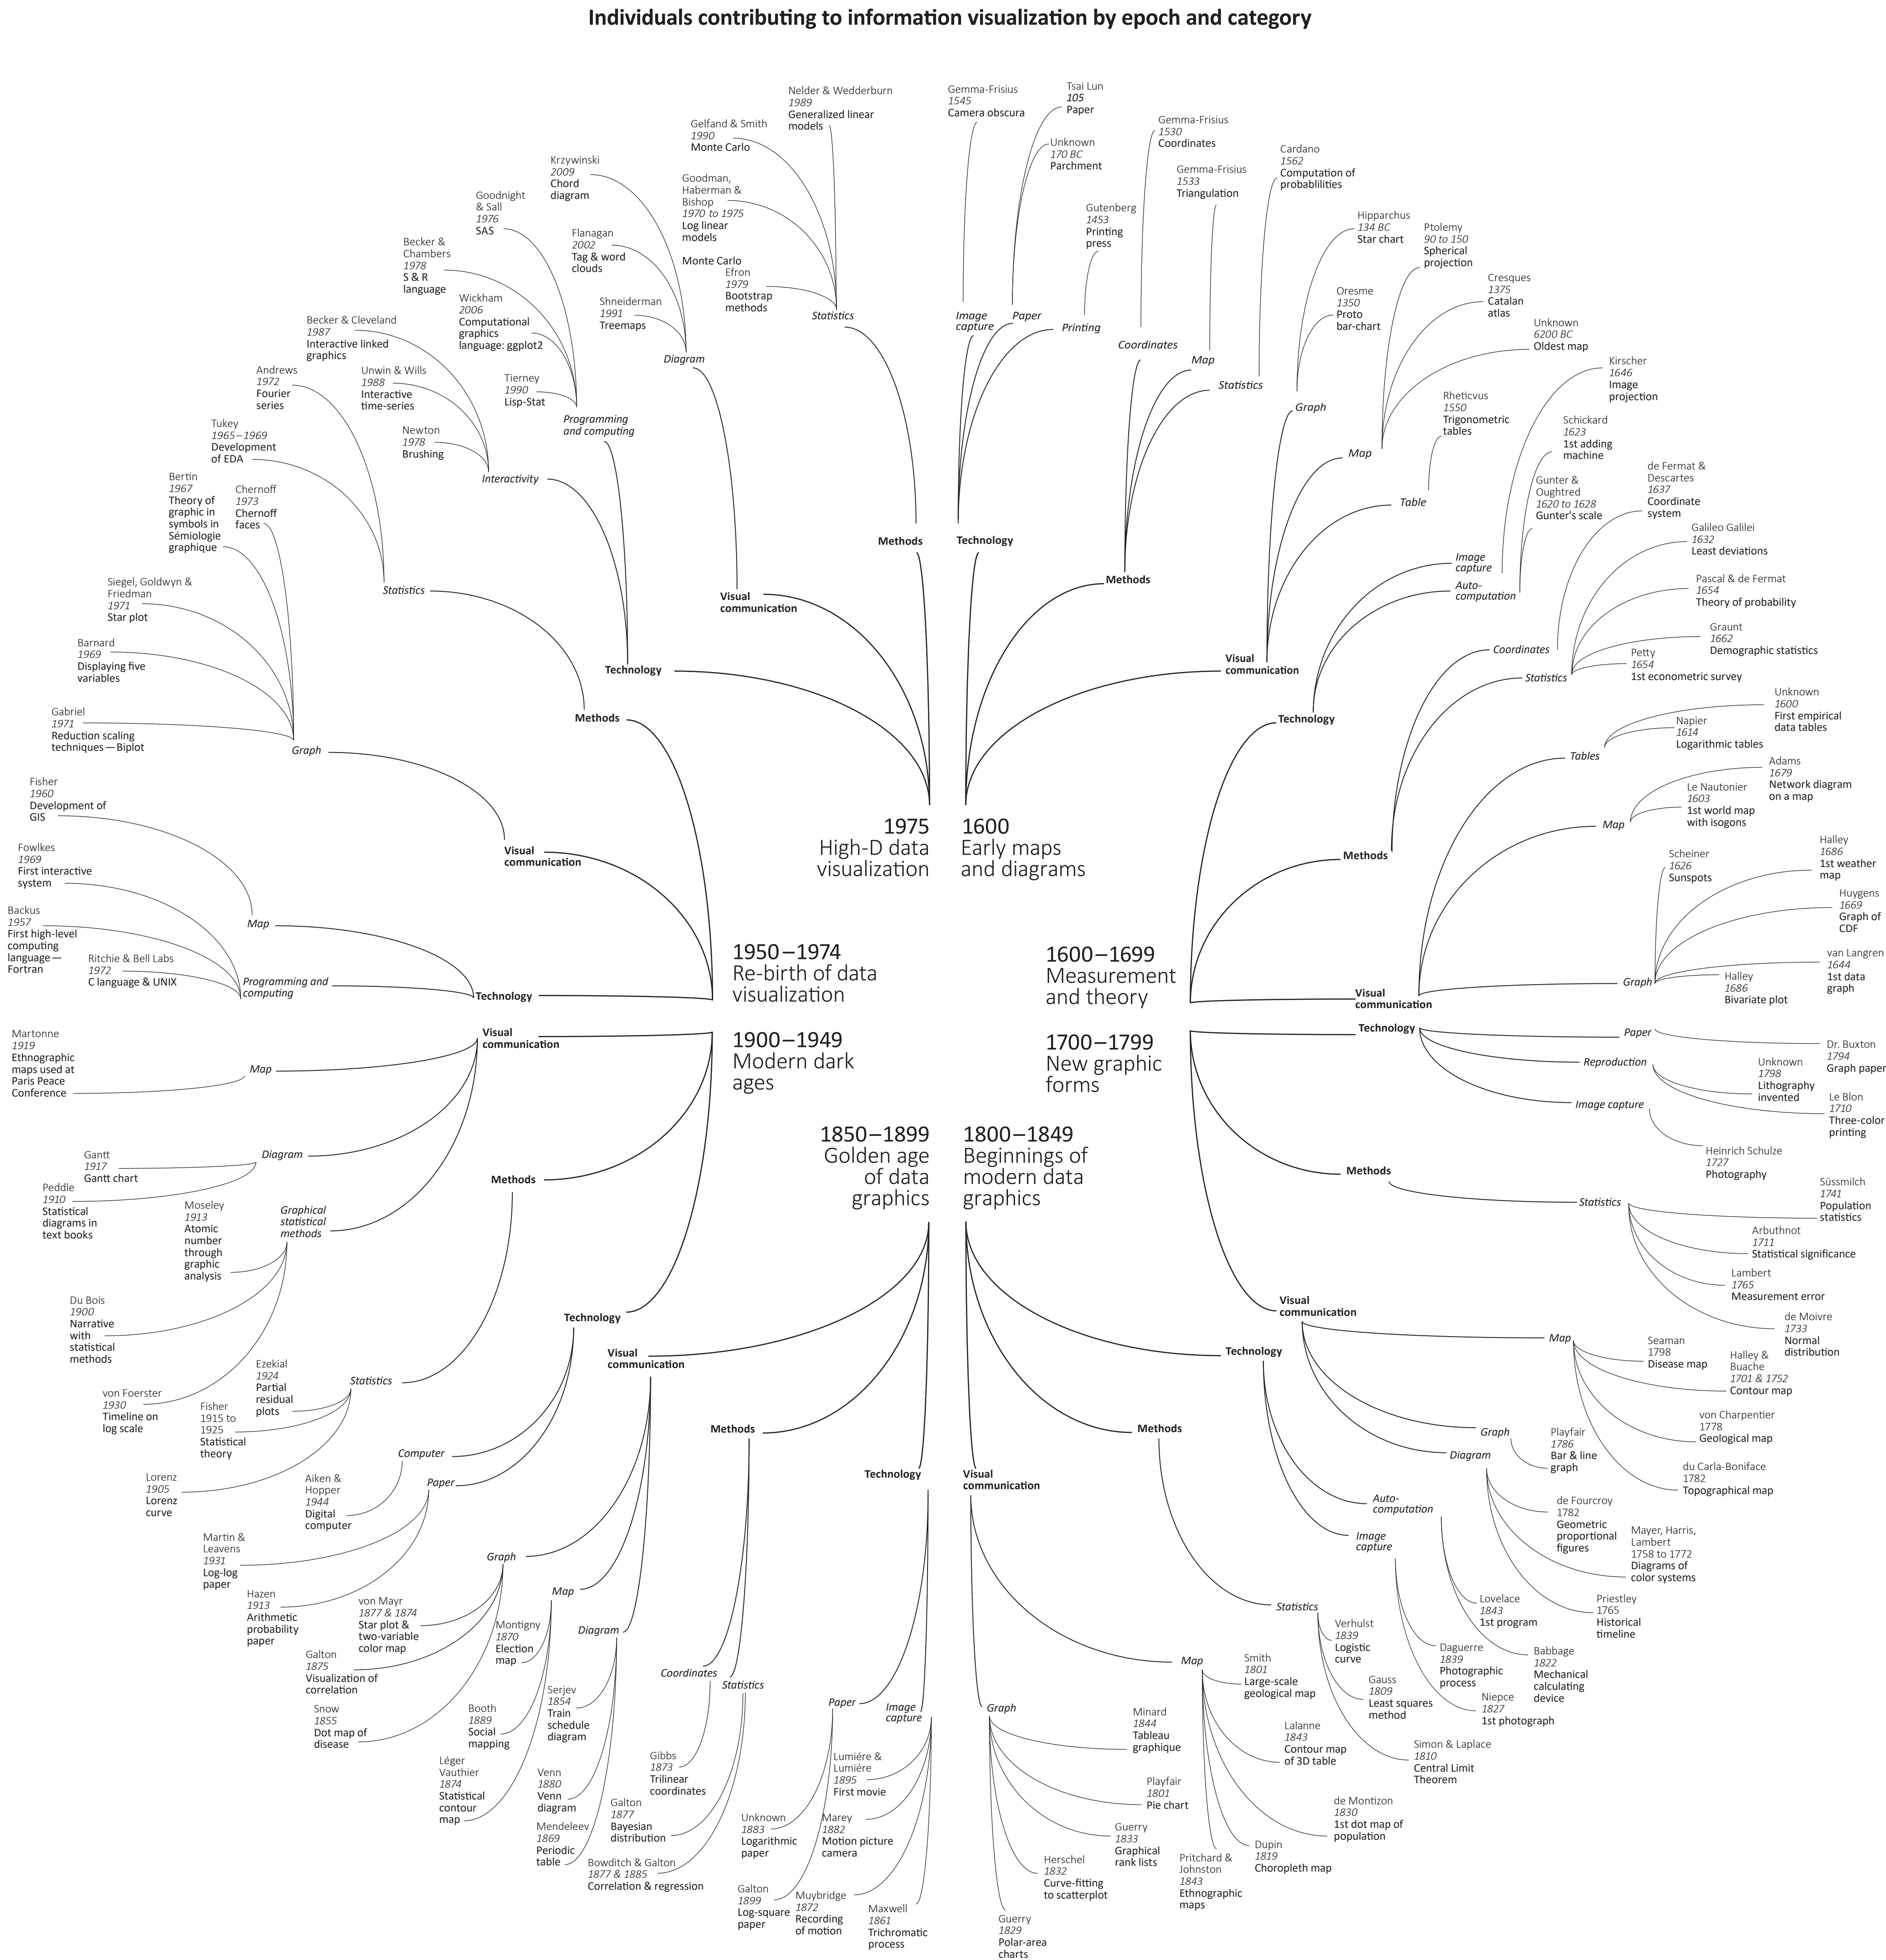 Individuals contributing to information visualization by epoch and category
1975
High-D data
visualization
Methods
Statistics
Nelder & Wedderburn
1989
Generalized linear
models
Gelfand & Smith
1990
Monte Carlo
Goodman,
Haberman &
Bishop
1970 to 1975
Log linear
models
Monte Carlo
Efron
1979
Bootstrap
methods
Visual
communication
Diagram
Krzywinski
2009
Chord
diagram
Flanagan
2002
Tag & word
clouds
Shneiderman
1991
Treemaps
Technology
Programming
and computing
Goodnight
& Sall
1976
SAS
Becker &
Chambers
1978
S & R
language
Wickham
2006
Computational
graphics
language: ggplot2
Tierney
1990
Lisp-Stat
Interactivity
Becker & Cleveland
1987
Interactive linked
graphics
Unwin & Wills
1988
Interactive
time-series
Newton
1978
Brushing
1600
Early maps
and diagrams
Technology
Image
capture
Gemma-Frisius
1545
Camera obscura
Paper
Tsai Lun
105
Paper
Unknown
170 BC
Parchment
Printing
Gutenberg
1453
Printing
press
Methods
Coordinates
Gemma-Frisius
1530
Coordinates
Map
Gemma-Frisius
1533
Triangulation
Statistics
Cardano
1562
Computation of
probablilities
Visual
communication
Graph
Hipparchus
134 BC
Star chart
Oresme
1350
Proto
bar-chart
Map
Ptolemy
90 to 150
Spherical
projection
Cresques
1375
Catalan
atlas
Unknown
6200 BC
Oldest map
Table
Rheticvus
1550
Trigonometric
tables
1600–1699
Measurement
and theory
Technology
Image
capture
Kirscher
1646
Image
projection
Auto-
computation
Schickard
1623
1st adding
machine
Gunter &
Oughtred
1620 to 1628
Gunter's scale
Methods
Coordinates
de Fermat &
Descartes
1637
Coordinate
system
Statistics
Galileo Galilei
1632
Least deviations
Pascal & de Fermat
1654
Theory of probability
Graunt
1662
Demographic statistics
Petty
1654
1st econometric survey
Visual
communication
Tables
Unknown
1600
First empirical
data tables
Napier
1614
Logarithmic tables
Map
Adams
1679
Network diagram
on a map
Le Nautonier
1603
1st world map
with isogons
Graph
Scheiner
1626
Sunspots
Halley
1686
1st weather
map
Huygens
1669
Graph of
CDF
van Langren
1644
1st data
graph
Halley
1686
Bivariate plot
1700–1799
New graphic
forms
Technology
Paper
Dr. Buxton
1794
Graph paper
Reproduction
Unknown
1798
Lithography
invented
Le Blon
1710
Three-color
printing
Image capture
Heinrich Schulze
1727
Photography
Methods
Statistics
Süssmilch
1741
Population
statistics
Arbuthnot
1711
Statistical significance
Lambert
1765
Measurement error
de Moivre
1733
Normal
distribution
Visual
communication
Map
Seaman
1798
Disease map
Halley &
Buache
1701 & 1752
Contour map
von Charpentier
1778
Geological map
du Carla-Boniface
1782
Topographical map
Graph
Playfair
1786
Bar & line
graph
Diagram
de Fourcroy
1782
Geometric
proportional
figures
Mayer, Harris,
Lambert
1758 to 1772
Diagrams of
color systems
Priestley
1765
Historical
timeline
1800–1849
Beginnings of
modern data
graphics
Technology
Auto-
computation
Lovelace
1843
1st program
Babbage
1822
Mechanical
calculating
device
Image
capture
Daguerre
1839
Photographic
process
Niepce
1827
1st photograph
Methods
Statistics
Verhulst
1839
Logistic
curve
Gauss
1809
Least squares
method
Simon & Laplace
1810
Central Limit
Theorem
Visual
communication
Map
Smith
1801
Large-scale
geological map
Lalanne
1843
Contour map
of 3D table
de Montizon
1830
1st dot map of
population
Dupin
1819
Choropleth map
Pritchard &
Johnston
1843
Ethnographic
maps
Graph
Minard
1844
Tableau
graphique
Playfair
1801
Pie chart
Guerry
1833
Graphical
rank lists
Herschel
1832
Curve-fitting
to scatterplot
Guerry
1829
Polar-area
charts
1850–1899
Golden age
of data
graphics
Technology
Image
capture
Lumiére &
Lumiére
1895
First movie
Marey
1882
Motion picture
camera
Muybridge
1872
Recording
of motion
Maxwell
1861
Trichromatic
process
Paper
Unknown
1883
Logarithmic
paper
Galton
1899
Log-square
paper
Methods
Coordinates
Gibbs
1873
Trilinear
coordinates
Statistics
Galton
1877
Bayesian
distribution
Bowditch & Galton
1877 & 1885
Correlation & regression
Visual
communication
Diagram
Serjev
1854
Train
schedule
diagram
Venn
1880
Venn
diagram
Mendeleev
1869
Periodic
table
Map
Montigny
1870
Election
map
Booth
1889
Social
mapping
Léger
Vauthier
1874
Statistical
contour
map
Graph
von Mayr
1877 & 1874
Star plot &
two-variable
color map
Galton
1875
Visualization of
correlation
Snow
1855
Dot map of
disease
1900–1949
Modern dark
ages
Visual
communication
Map
Martonne
1919
Ethnographic
maps used at
Paris Peace
Conference
Diagram
Gantt
1917
Gantt chart
Peddle
1910
Statistical
diagrams in
text books
Graphical
statistical
methods
Moseley
1913
Atomic
number
through
graphic
analysis
Du Bois
1900
Narrative
with
statistical
methods
von Foerster
1930
Timeline on
log scale
Methods
Statistics
Ezekial
1924
Partial
residual
plots
Fisher
1915 to
1925
Statistical
theory
Lorenz
1905
Lorenz
curve
Technology
Computer
Aiken &
Hopper
1944
Digital
computer
Paper
Martin &
Leavens
1931
Log-log
paper
Hazen
1913
Arithmetic
probability
paper
1950–1974
Re-birth of data
visualization
Methods
Statistics
Andrews
1972
Fourier
series
Tukey
1965–1969
Development
of EDA
Visual
communication
Graph
Bertin
1967
Theory of
graphic in
symbols in
Sémiologie
graphique
Chernoff
1973
Chernoff
faces
Siegel, Goldwyn &
Friedman
1971
Star plot
Barnard
1969
Displaying five
variables
Gabriel
1971
Reduction scaling
techniques — Biplot
Technology
Map
Fisher
1960
Development of
GIS
Programming and
computing
Fowlkes
1969
First interactive
system
Backus
1957
First high-level
computing
language —
Fortran
Ritchie & Bell Labs
1972
C language & UNIX